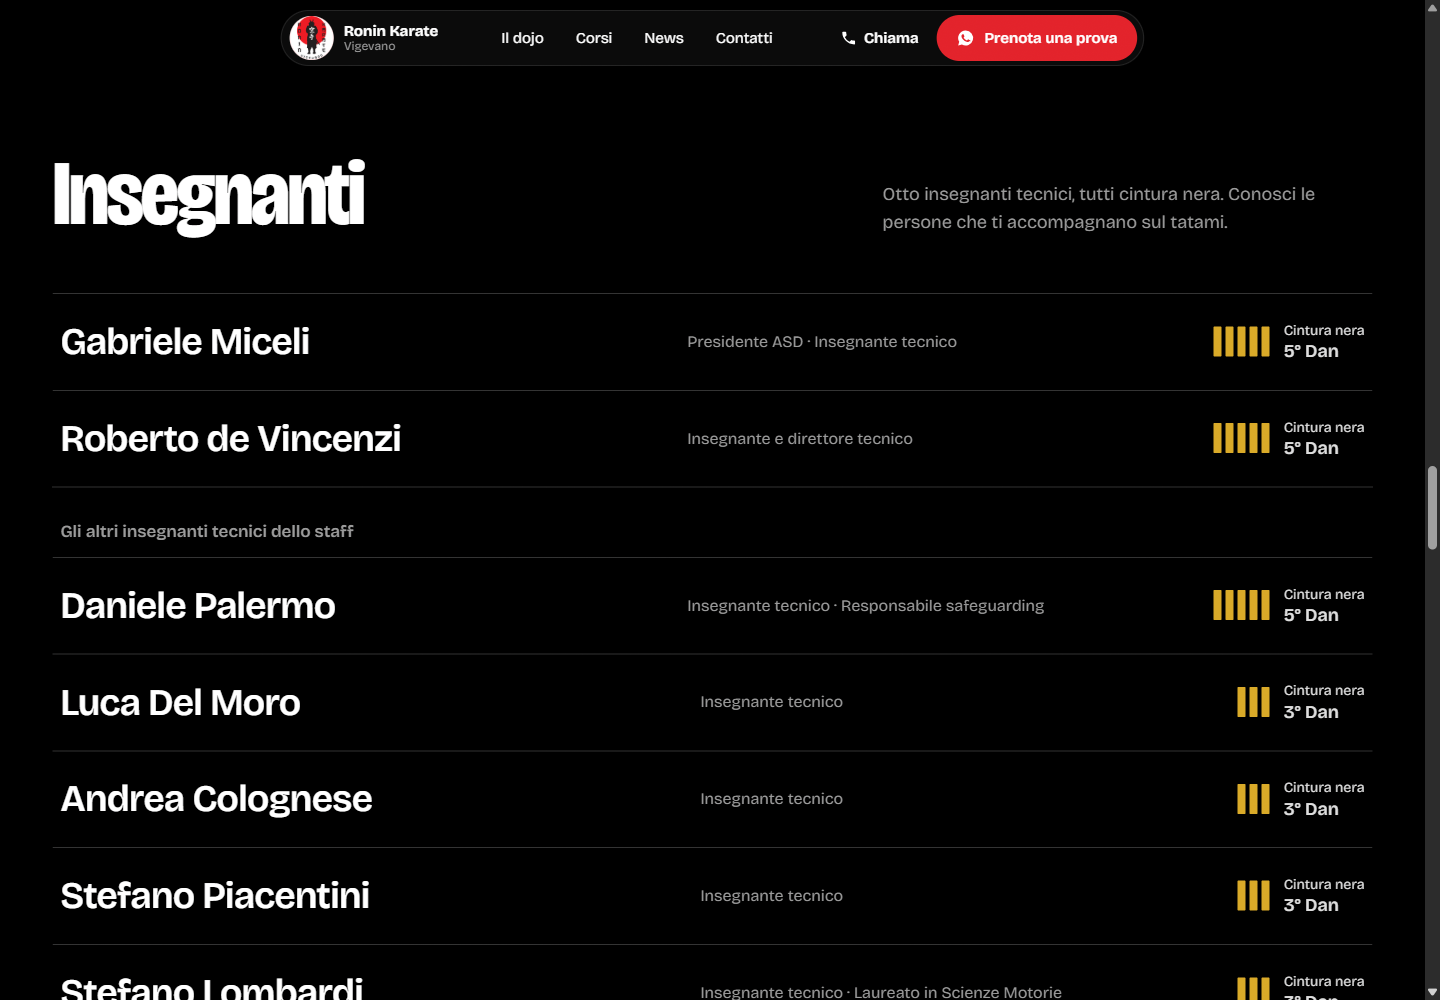 Ronin Karate
Vigevano
Il dojo
Corsi
News
Contatti
Chiama
Prenota una prova
Insegnanti
Otto insegnanti tecnici, tutti cintura nera. Conosci le
persone che ti accompagnano sul tatami.
Gabriele Miceli
Presidente ASD · Insegnante tecnico
Cintura nera
5° Dan
Roberto de Vincenzi
Insegnante e direttore tecnico
Cintura nera
5° Dan
Gli altri insegnanti tecnici dello staff
Daniele Palermo
Insegnante tecnico · Responsabile safeguarding
Cintura nera
5° Dan
Luca Del Moro
Insegnante tecnico
Cintura nera
3° Dan
Andrea Colognese
Insegnante tecnico
Cintura nera
3° Dan
Stefano Piacentini
Insegnante tecnico
Cintura nera
3° Dan
Stefano Lombardi
Insegnante tecnico · Laureato in Scienze Motorie
Cintura nera
3° Dan